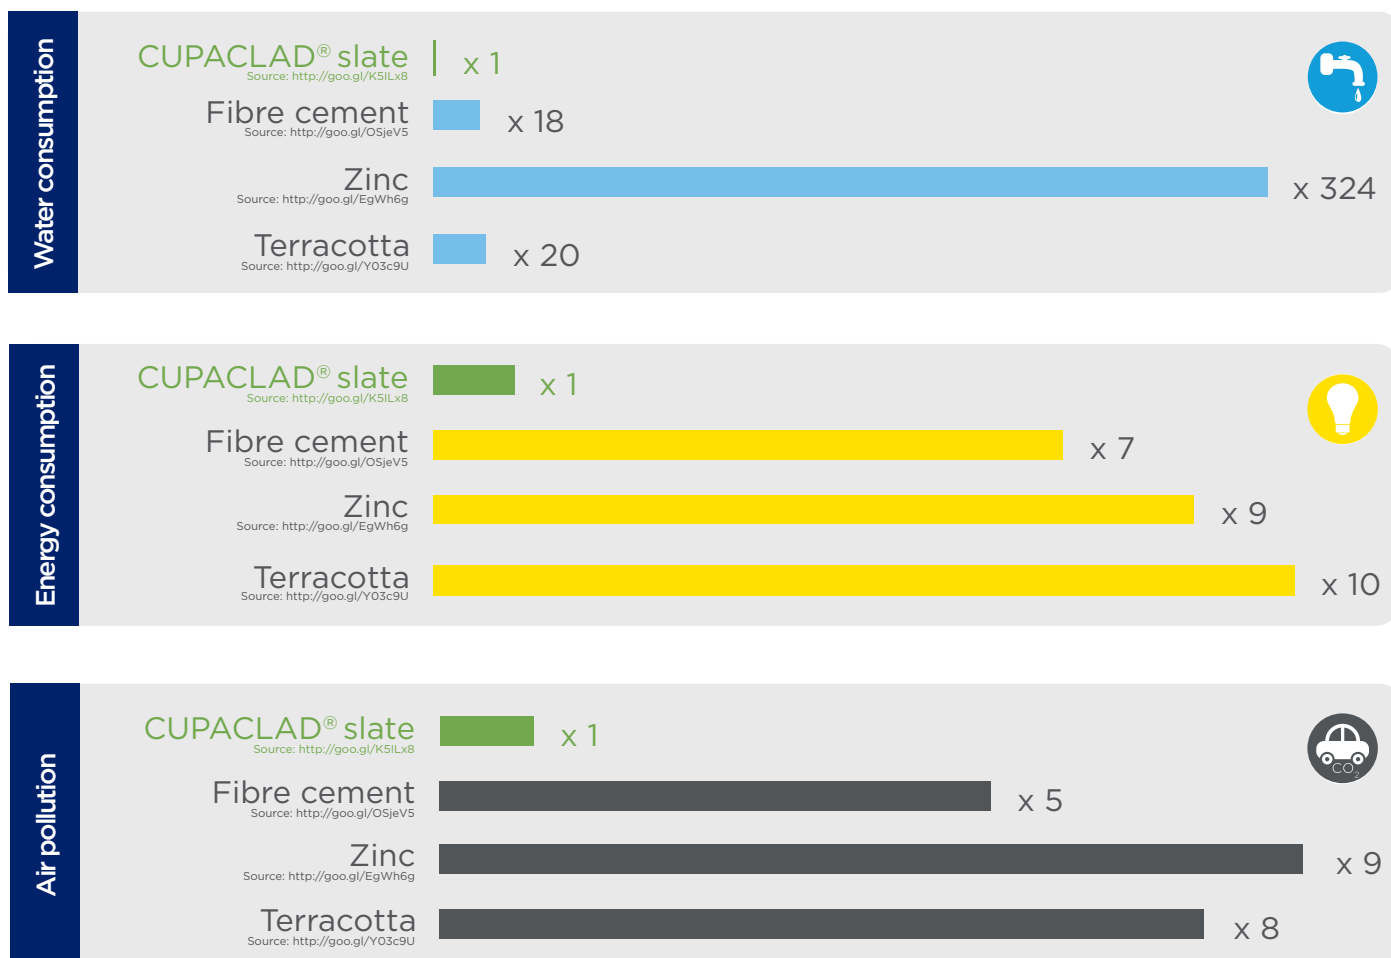 Water consumption
CUPACLAD® slate
Source: http://goo.gl/K5ILx8
x 1
Fibre cement
Source: http://goo.gl/OSjeV5
x 18
Zinc
Source: http://goo.gl/EgWh6g
x 324
Terracotta
Source: http://goo.gl/Y03c9U
x 20
Energy consumption
CUPACLAD® slate
Source: http://goo.gl/K5ILx8
x 1
Fibre cement
Source: http://goo.gl/OSjeV5
x 7
Zinc
Source: http://goo.gl/EgWh6g
x 9
Terracotta
Source: http://goo.gl/Y03c9U
x 10
Air pollution
CUPACLAD® slate
Source: http://goo.gl/K5ILx8
x 1
CO2
Fibre cement
Source: http://goo.gl/OSjeV5
x 5
Zinc
Source: http://goo.gl/EgWh6g
x 9
Terracotta
Source: http://goo.gl/Y03c9U
x 8